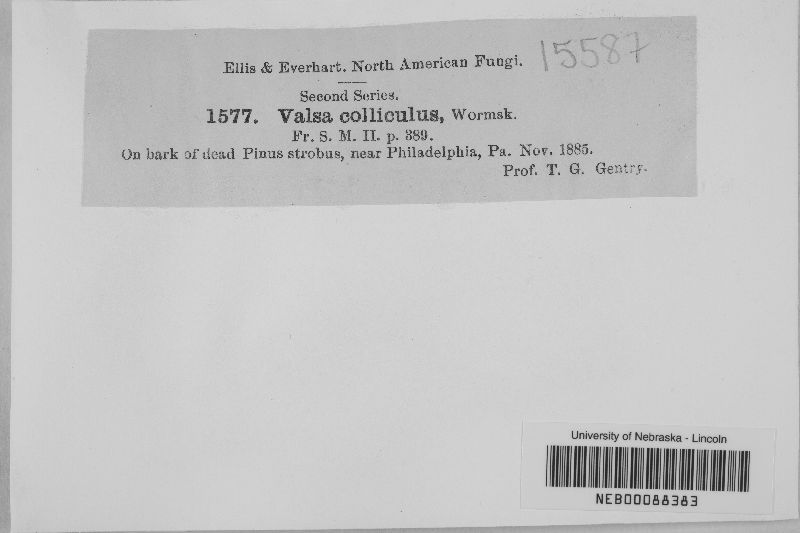 Ellis & Everhart. North American Fungi.
15587
Second Series.
1577. Valsa colliculus, Wormsk.
Fr. S. M. II. p. 389.
On bark of dead Pinus strobus, near Philadelphia, Pa. Nov. 1885.
Prof. T. G. Gentry.
University of Nebraska - Lincoln
NEB00088383